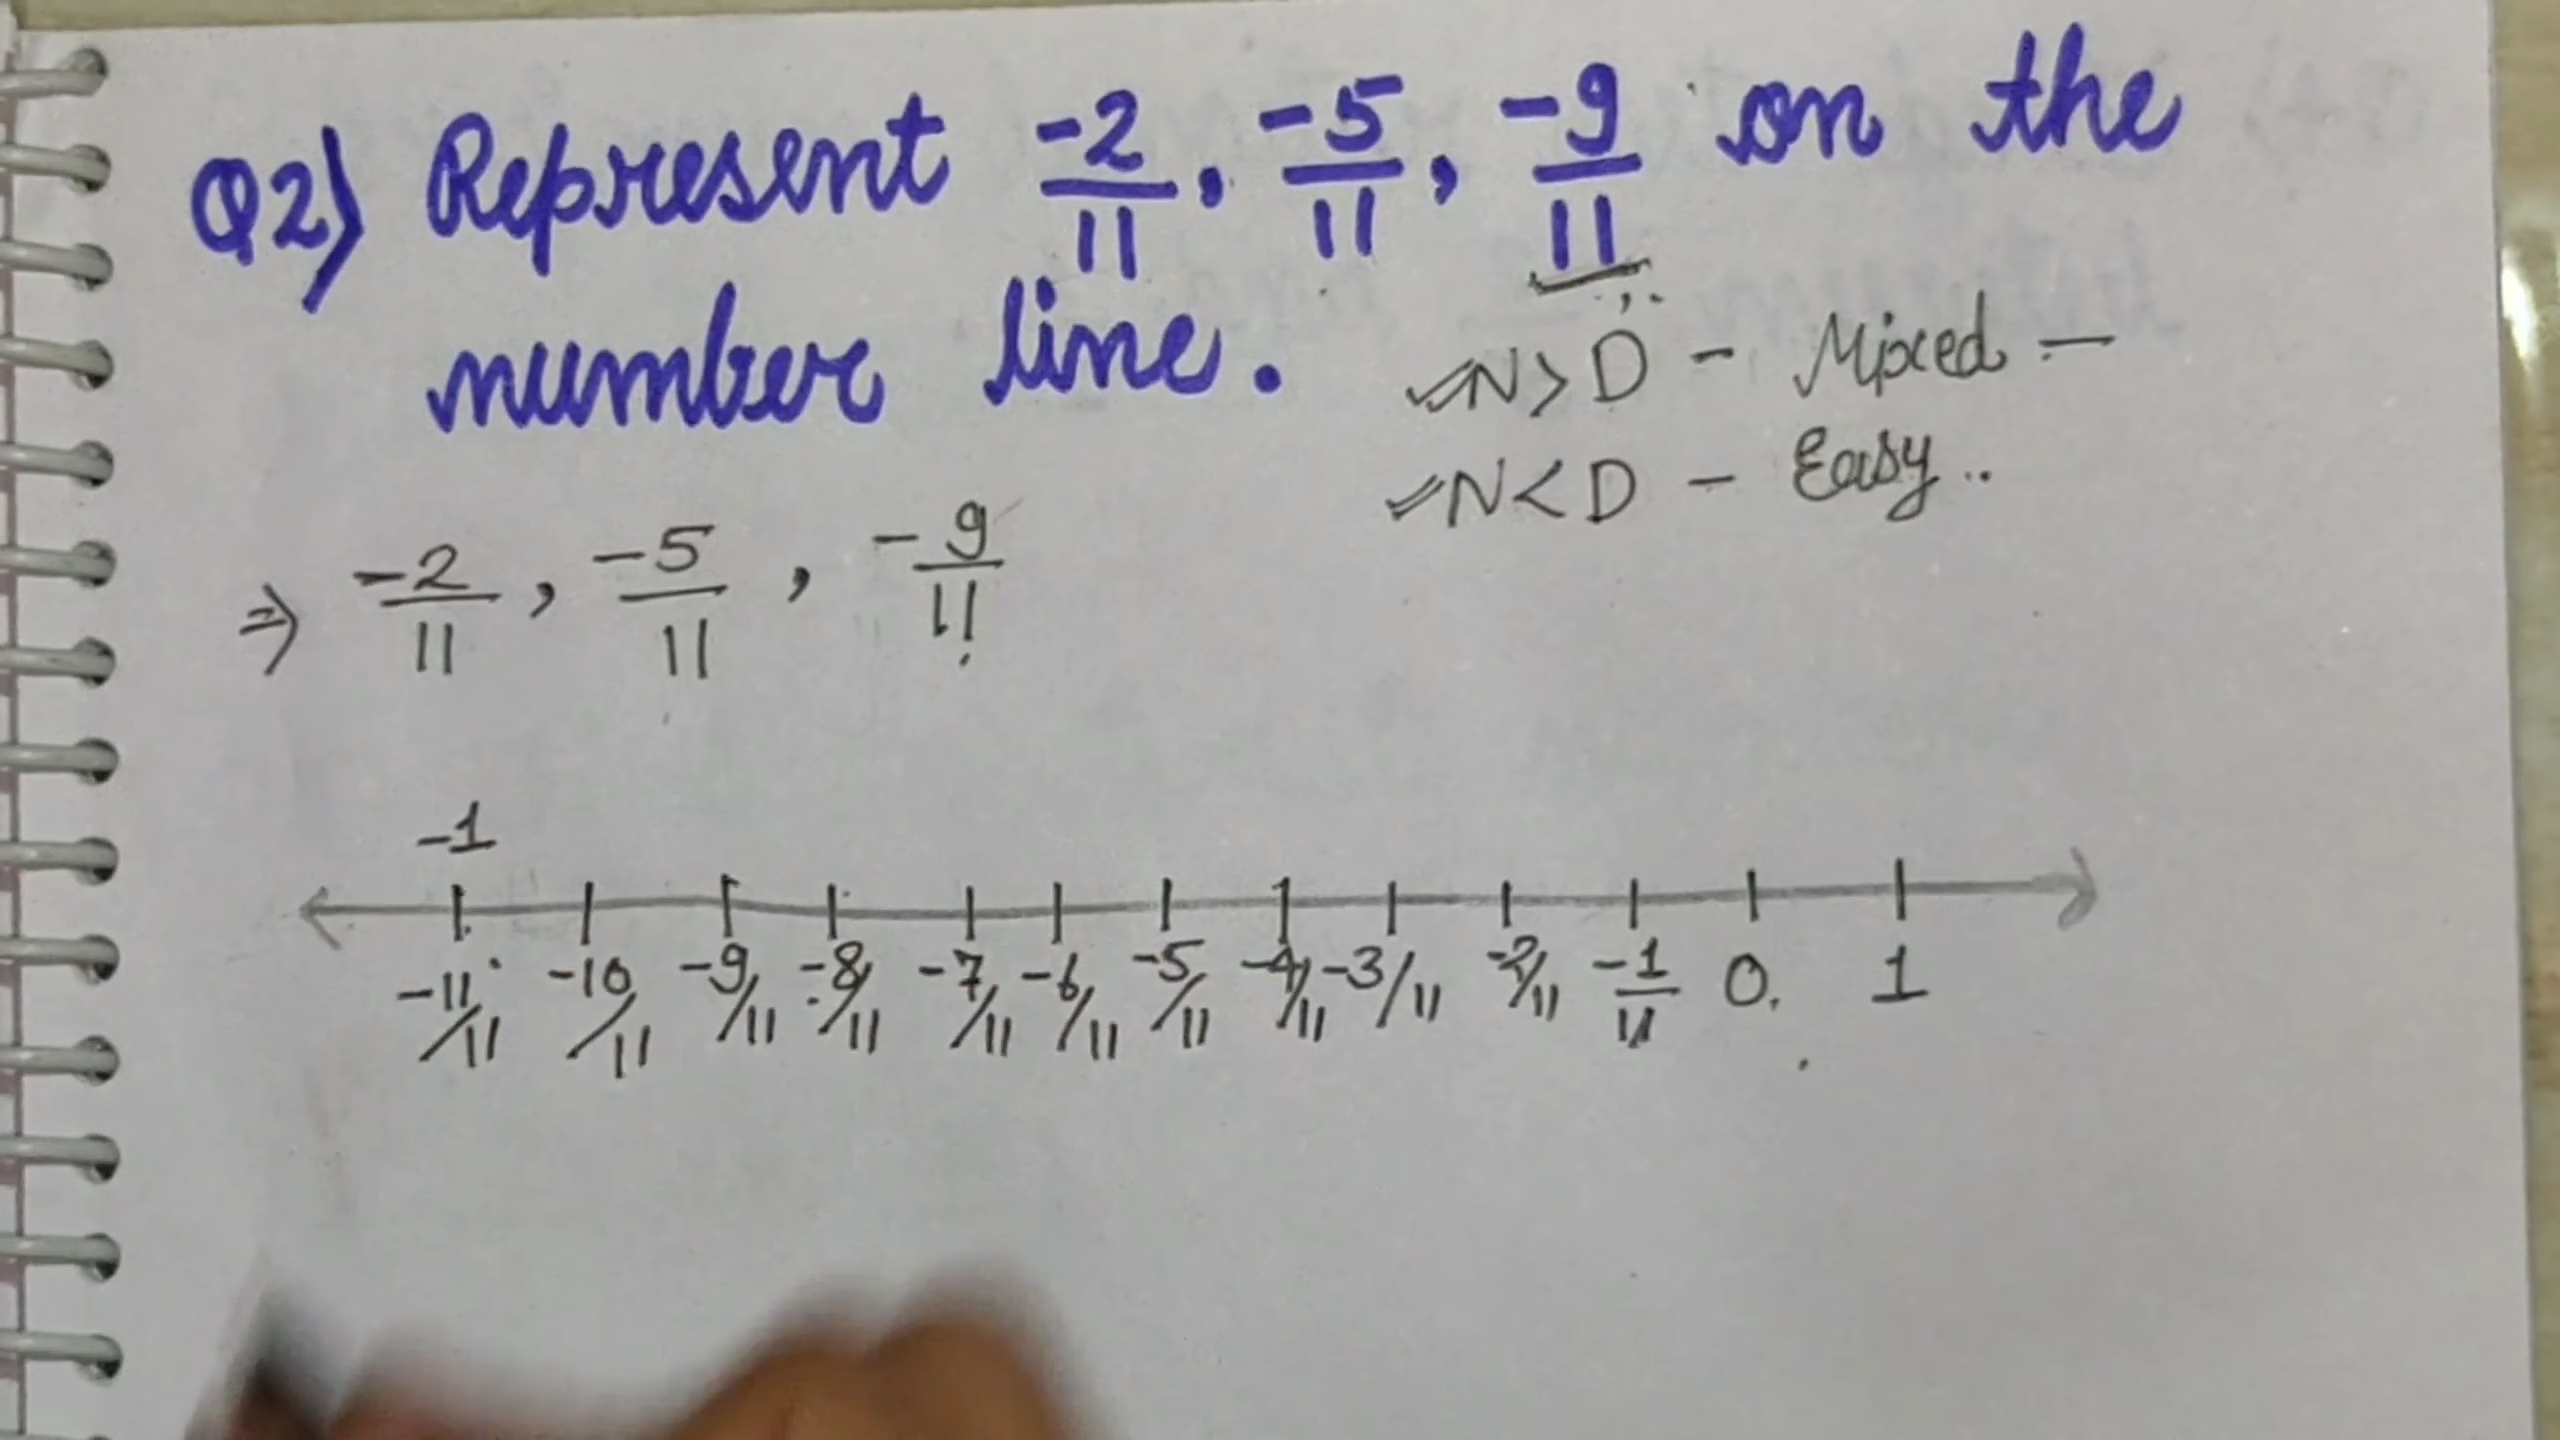 Q2) Represent -2/11, -5/11, -9/11 on the
number line.
N>D - Mixed -
N<D - Easy..
⇒ -2/11, -5/11, -9/11
-1
-11/11 -10/11 -9/11 -8/11 -7/11 -6/11 -5/11 -4/11 -3/11 -2/11 -1/11 0 1